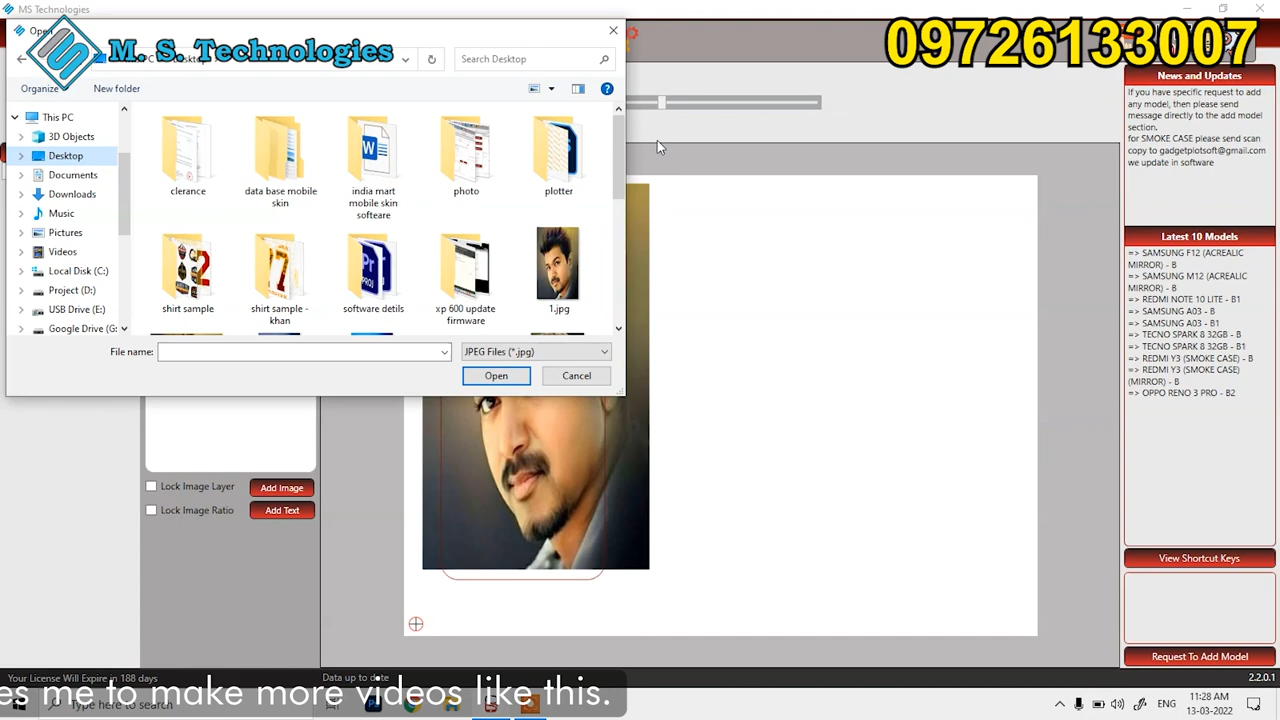 MS Technologies
M. S. Technologies
09726133007
Search Desktop
Organize
New folder
This PC
3D Objects
Desktop
Documents
Downloads
Music
Pictures
Videos
Local Disk (C:)
Project (D:)
USB Drive (E:)
Google Drive (G:
clerance
data base mobile
skin
india mart
mobile skin
softeare
photo
plotter
shirt sample
shirt sample -
khan
software detils
xp 600 update
firmware
1.jpg
File name:
JPEG Files (*.jpg)
Open
Cancel
Lock Image Layer
Add Image
Lock Image Ratio
Add Text
News and Updates
If you have specific request to add
any model, then please send
message directly to the add model
section.
for SMOKE CASE please send scan
copy to gadgetplotsoft@gmail.com
we update in software
Latest 10 Models
=> SAMSUNG F12 (ACREALIC
MIRROR) - B
=> SAMSUNG M12 (ACREALIC
MIRROR) - B
=> REDMI NOTE 10 LITE - B1
=> SAMSUNG A03 - B
=> SAMSUNG A03 - B1
=> TECNO SPARK 8 32GB - B
=> TECNO SPARK 8 32GB - B1
=> REDMI Y3 (SMOKE CASE) - B
=> REDMI Y3 (SMOKE CASE)
(MIRROR) - B
=> OPPO RENO 3 PRO - B2
View Shortcut Keys
Request To Add Model
Your License Will Expire in 188 days
Data up to date
2.2.0.1
es me to make more videos like this.
Type here to search
ENG
11:28 AM
13-03-2022